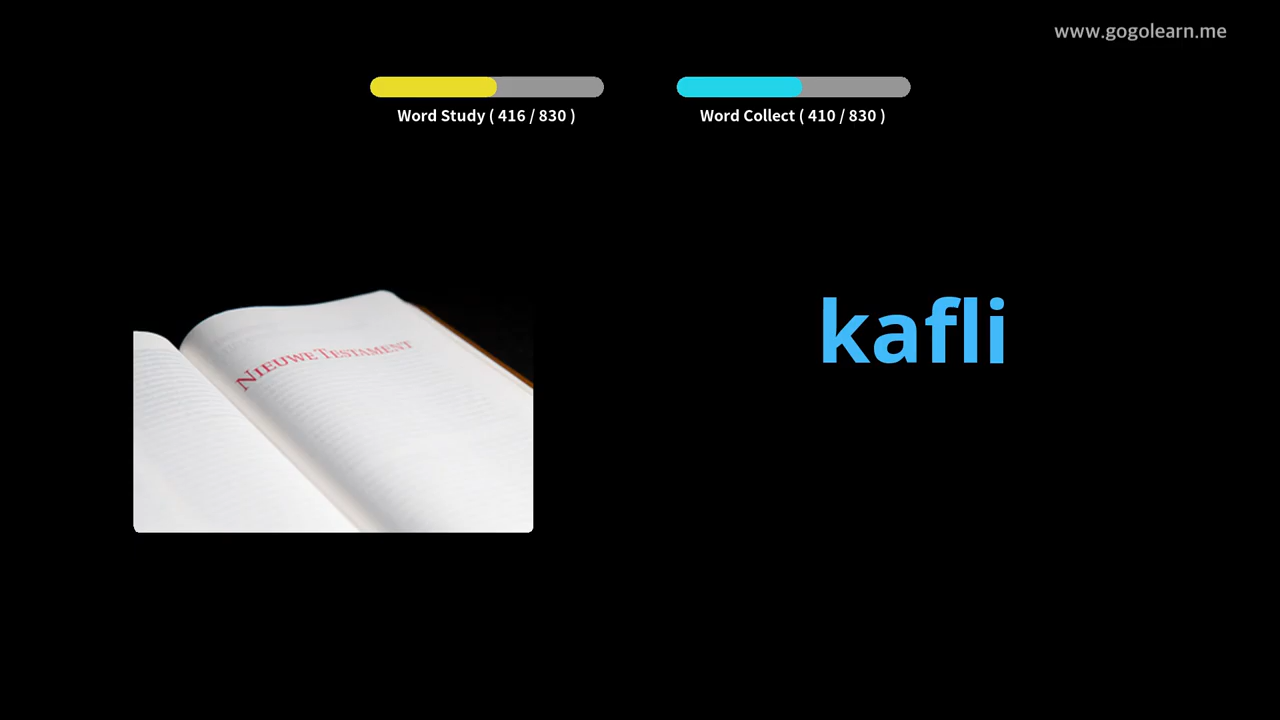 www.gogolearn.me
Word Study ( 416 / 830 )
Word Collect ( 410 / 830 )
NIEUWE TESTAMENT
kafli